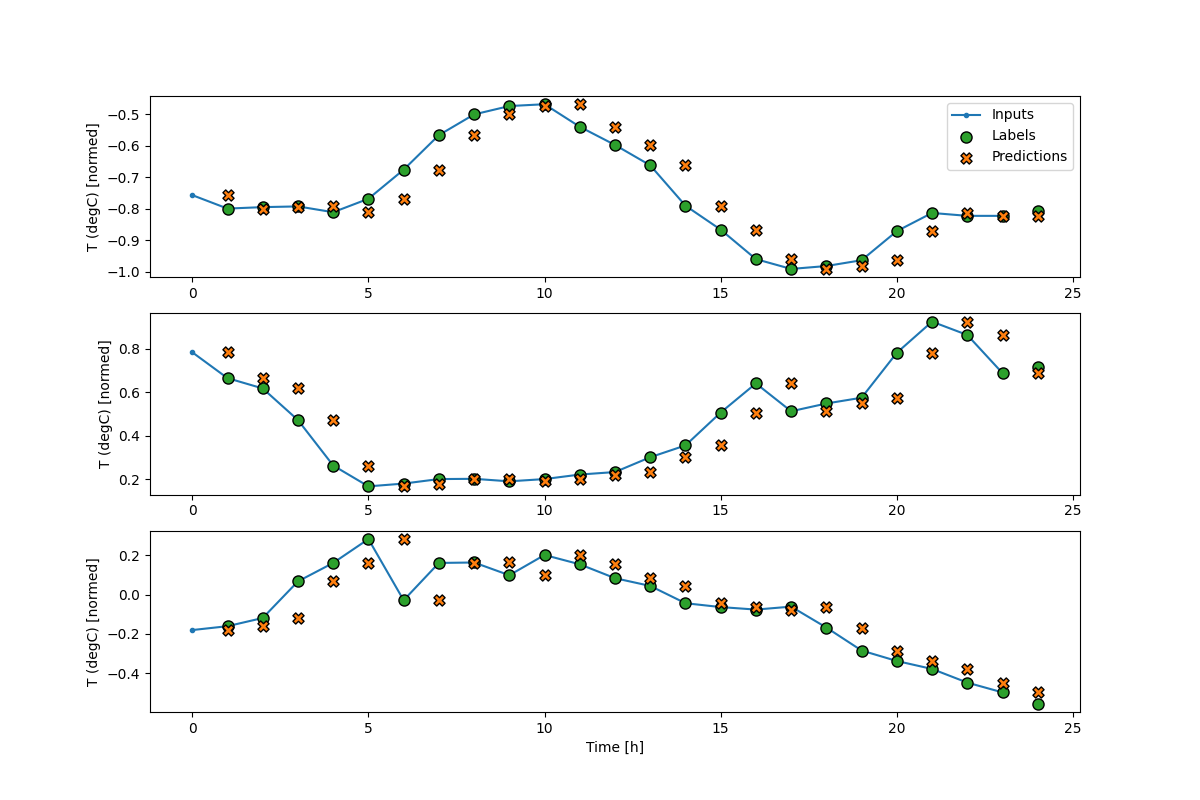 −0.5
−0.6
−0.7
−0.8
−0.9
−1.0
T (degC) [normed]
Inputs
Labels
Predictions
0 5 10 15 20 25
0.8
0.6
0.4
0.2
T (degC) [normed]
0 5 10 15 20 25
0.2
0.0
−0.2
−0.4
T (degC) [normed]
0 5 10 15 20 25
Time [h]